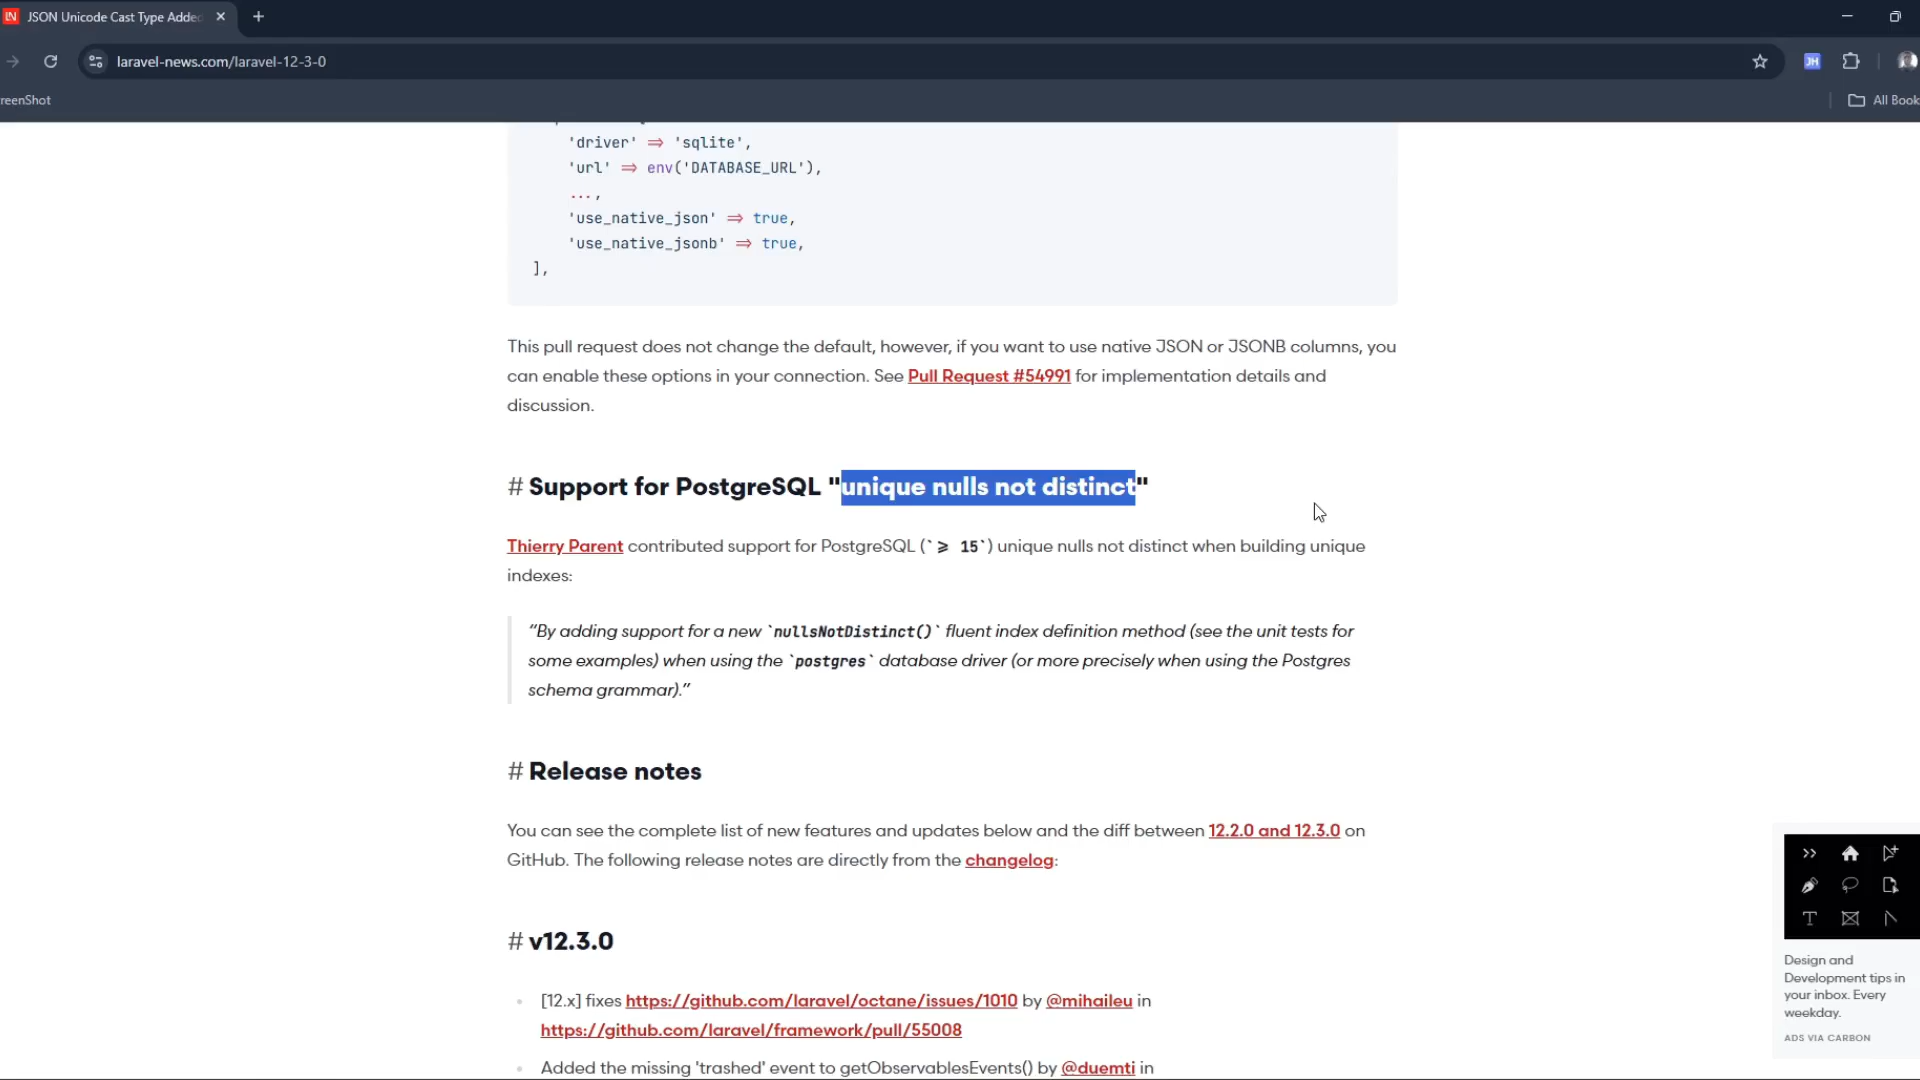 JSON Unicode Cast Type Added
laravel-news.com/laravel-12-3-0
JH
reenShot
All Book
'driver' => 'sqlite',
'url' => env('DATABASE_URL'),
...,
'use_native_json' => true,
'use_native_jsonb' => true,
],
This pull request does not change the default, however, if you want to use native JSON or JSONB columns, you
can enable these options in your connection. See Pull Request #54991 for implementation details and
discussion.
# Support for PostgreSQL "unique nulls not distinct"
Thierry Parent contributed support for PostgreSQL (`≥ 15`) unique nulls not distinct when building unique
indexes:
“By adding support for a new `nullsNotDistinct()` fluent index definition method (see the unit tests for
some examples) when using the `postgres` database driver (or more precisely when using the Postgres
schema grammar).”
# Release notes
You can see the complete list of new features and updates below and the diff between 12.2.0 and 12.3.0 on
GitHub. The following release notes are directly from the changelog:
# v12.3.0
[12.x] fixes https://github.com/laravel/octane/issues/1010 by @mihaileu in
https://github.com/laravel/framework/pull/55008
Added the missing 'trashed' event to getObservablesEvents() by @duemti in
Design and
Development tips in
your inbox. Every
weekday.
ADS VIA CARBON